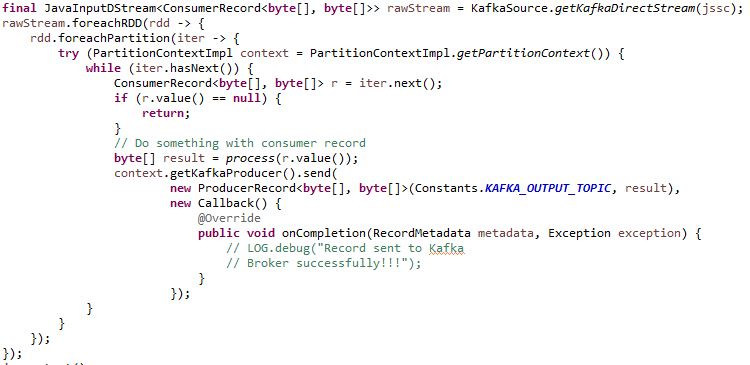 final JavaInputDStream<ConsumerRecord<byte[], byte[]>> rawStream = KafkaSource.getKafkaDirectStream(jssc);
rawStream.foreachRDD(rdd -> {
    rdd.foreachPartition(iter -> {
        try (PartitionContextImpl context = PartitionContextImpl.getPartitionContext()) {
            while (iter.hasNext()) {
                ConsumerRecord<byte[], byte[]> r = iter.next();
                if (r.value() == null) {
                    return;
                }
                // Do something with consumer record
                byte[] result = process(r.value());
                context.getKafkaProducer().send(
                        new ProducerRecord<byte[], byte[]>(Constants.KAFKA_OUTPUT_TOPIC, result),
                        new Callback() {
                            @Override
                            public void onCompletion(RecordMetadata metadata, Exception exception) {
                                // LOG.debug("Record sent to Kafka
                                // Broker successfully!!!");
                            }
                        });
            }
        }
    });
});